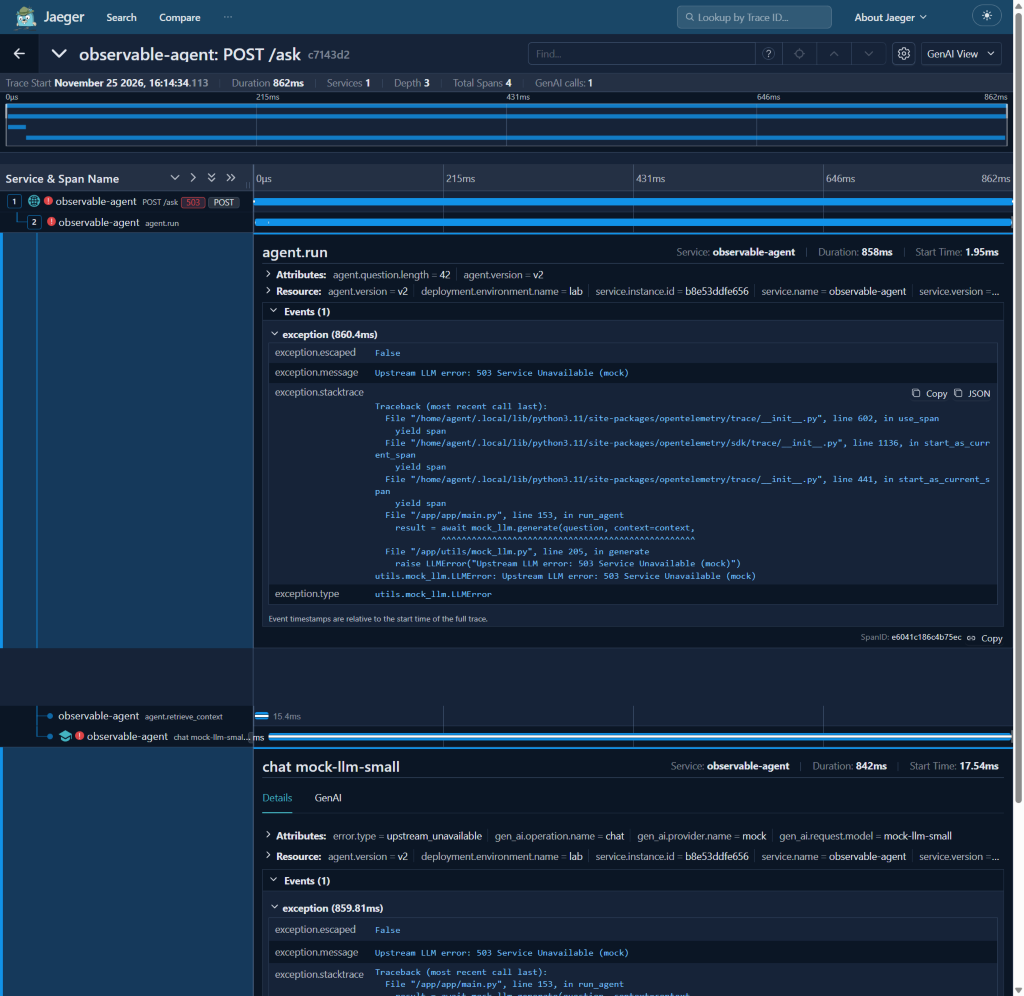 Jaeger Search Compare ··· Lookup by Trace ID... About Jaeger
observable-agent: POST /ask c7143d2 Find... ? GenAI View
Trace Start November 25 2026, 16:14:34.113 Duration 862ms Services 1 Depth 3 Total Spans 4 GenAI calls: 1
0μs 215ms 431ms 646ms 862ms
Service & Span Name 0μs 215ms 431ms 646ms 862ms
1 observable-agent POST /ask 503 POST
2 observable-agent agent.run
agent.run Service: observable-agent Duration: 858ms Start Time: 1.95ms
Attributes: agent.question.length = 42 agent.version = v2
Resource: agent.version = v2 deployment.environment.name = lab service.instance.id = b8e53ddfe656 service.name = observable-agent service.version =...
Events (1)
exception (860.4ms)
exception.escaped False
exception.message Upstream LLM error: 503 Service Unavailable (mock)
exception.stacktrace Copy JSON
Traceback (most recent call last):
File "/home/agent/.local/lib/python3.11/site-packages/opentelemetry/trace/__init__.py", line 602, in use_span
yield span
File "/home/agent/.local/lib/python3.11/site-packages/opentelemetry/sdk/trace/__init__.py", line 1136, in start_as_curr
ent_span
yield span
File "/home/agent/.local/lib/python3.11/site-packages/opentelemetry/trace/__init__.py", line 441, in start_as_current_s
pan
yield span
File "/app/app/main.py", line 153, in run_agent
result = await mock_llm.generate(question, context=context,
^^^^^^^^^^^^^^^^^^^^^^^^^^^^^^^^^^^^^^^^^^^^^^^^^^
File "/app/utils/mock_llm.py", line 205, in generate
raise LLMError("Upstream LLM error: 503 Service Unavailable (mock)")
utils.mock_llm.LLMError: Upstream LLM error: 503 Service Unavailable (mock)
exception.type utils.mock_llm.LLMError
Event timestamps are relative to the start time of the full trace.
SpanID: e6041c186c4b75ec Copy
observable-agent agent.retrieve_context 15.4ms
observable-agent chat mock-llm-smal... ms
chat mock-llm-small Service: observable-agent Duration: 842ms Start Time: 17.54ms
Details GenAI
Attributes: error.type = upstream_unavailable gen_ai.operation.name = chat gen_ai.provider.name = mock gen_ai.request.model = mock-llm-small
Resource: agent.version = v2 deployment.environment.name = lab service.instance.id = b8e53ddfe656 service.name = observable-agent service.version =...
Events (1)
exception (859.81ms)
exception.escaped False
exception.message Upstream LLM error: 503 Service Unavailable (mock)
exception.stacktrace Traceback (most recent call last):
File "/app/app/main.py", line 153, in run_agent